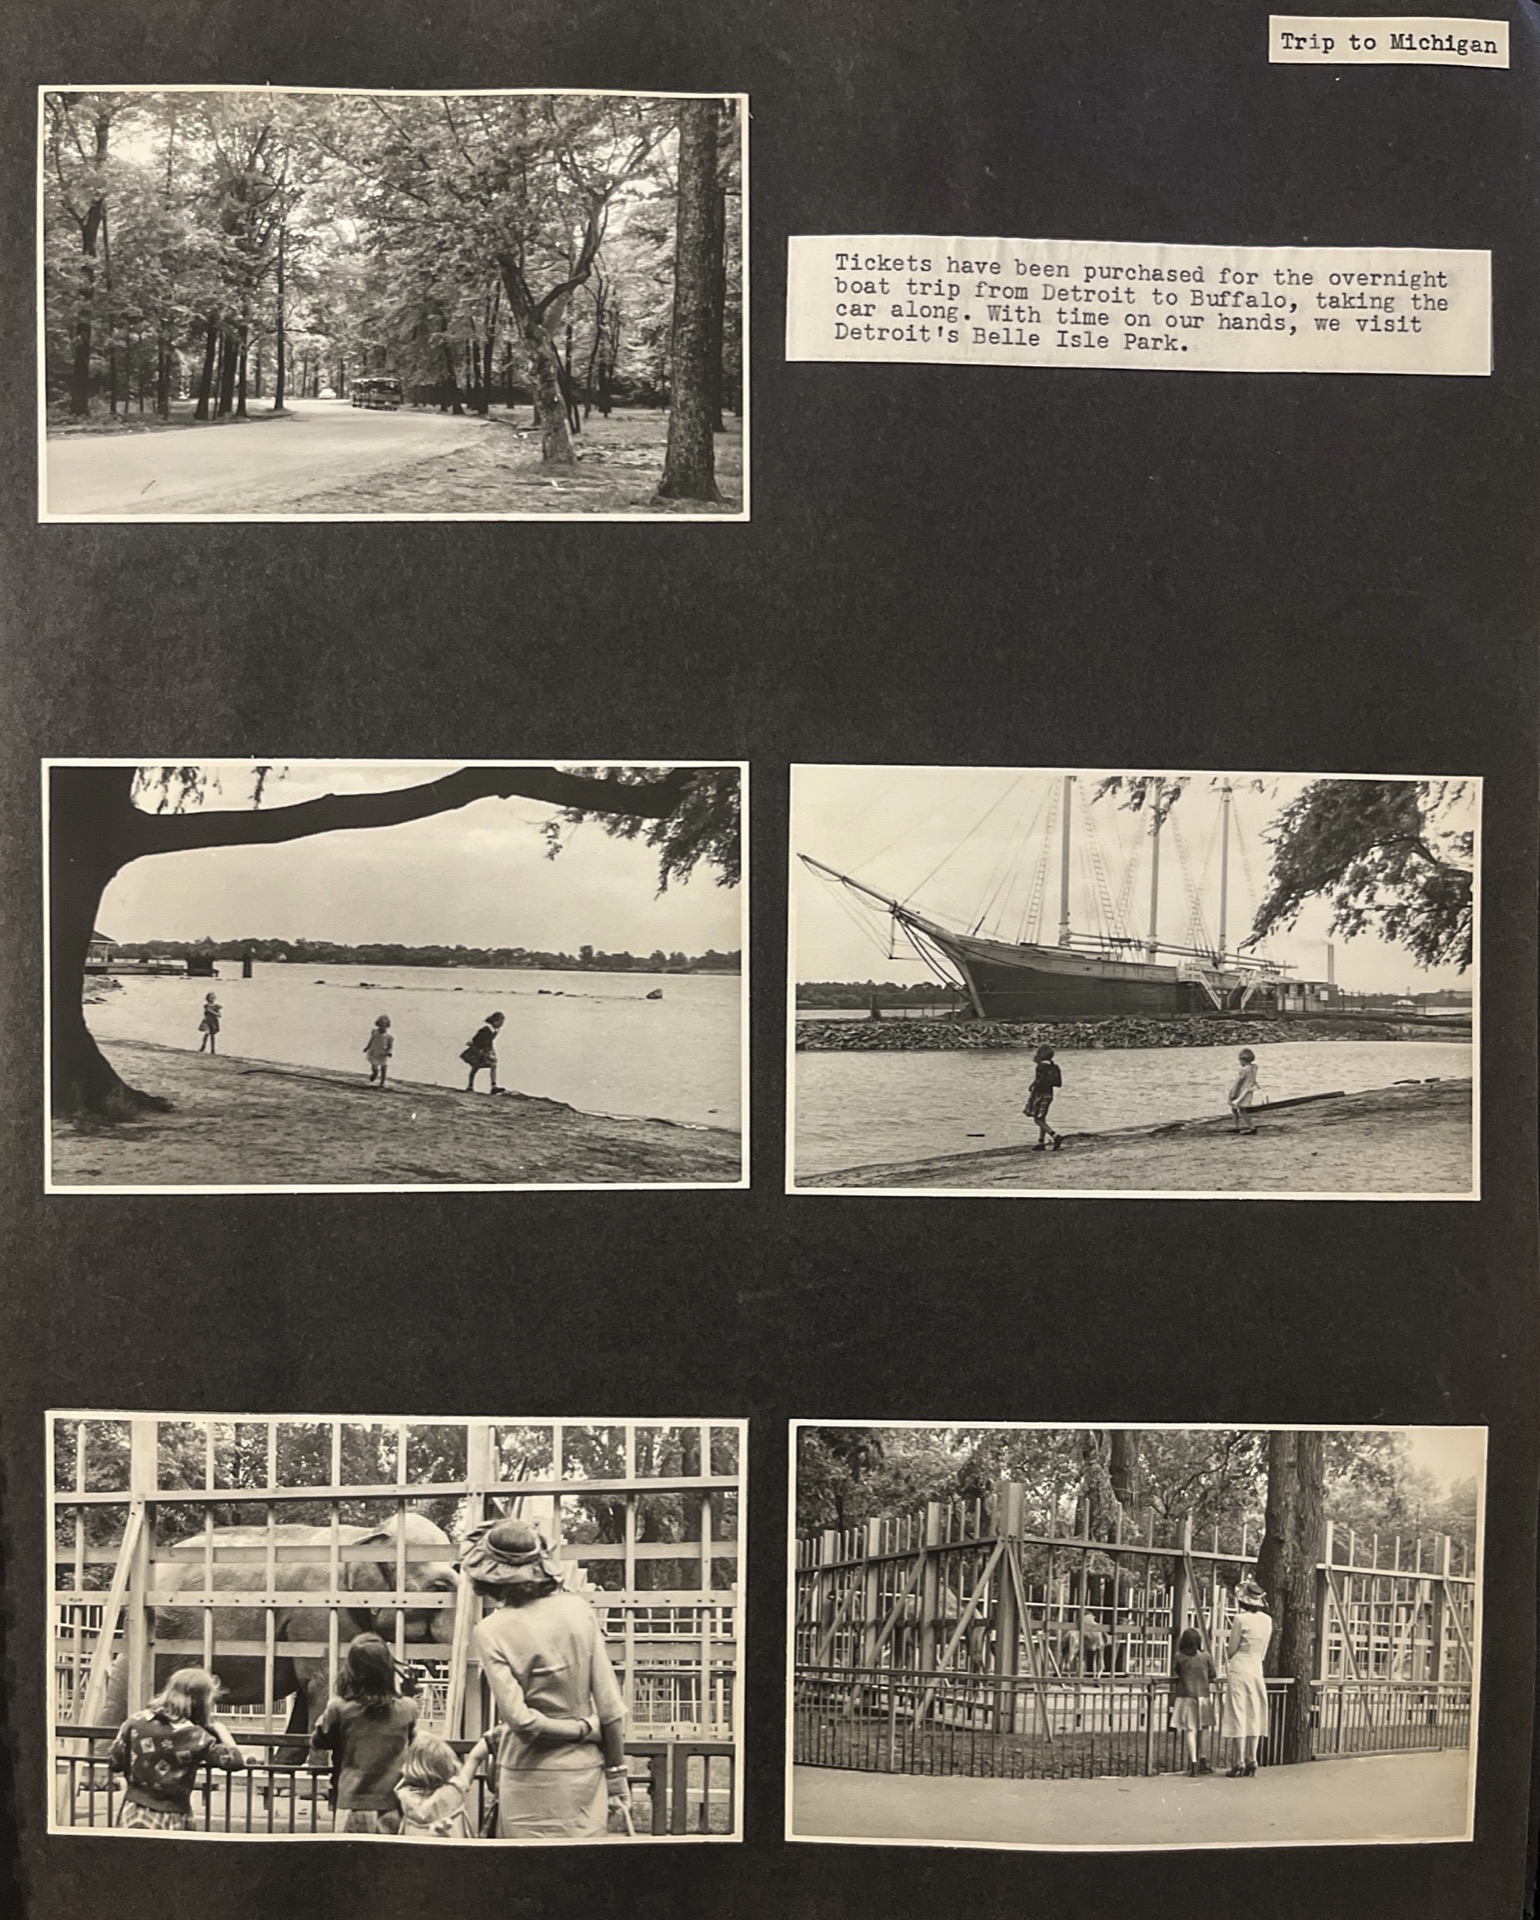 Trip to Michigan
Tickets have been purchased for the overnight
boat trip from Detroit to Buffalo, taking the
car along. With time on our hands, we visit
Detroit's Belle Isle Park.